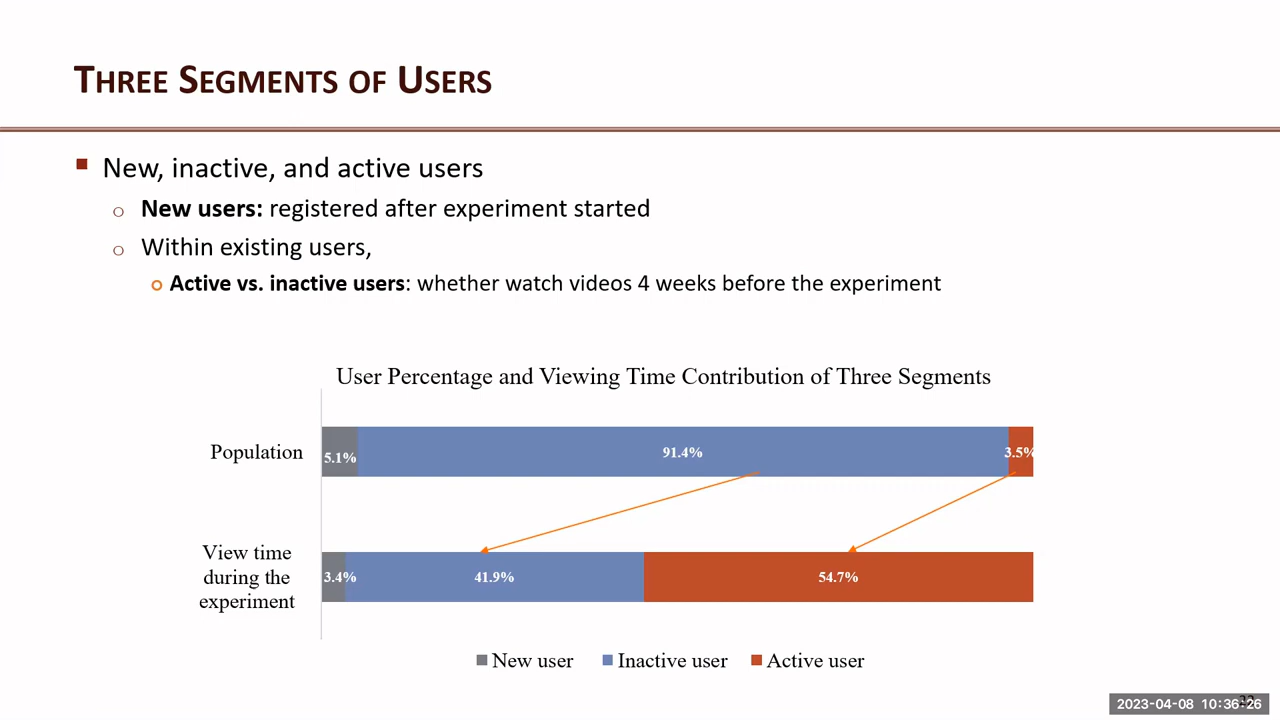 THREE SEGMENTS OF USERS
New, inactive, and active users
New users: registered after experiment started
Within existing users,
Active vs. inactive users: whether watch videos 4 weeks before the experiment
User Percentage and Viewing Time Contribution of Three Segments
Population
5.1%
91.4%
3.5%
View time
during the
experiment
3.4%
41.9%
54.7%
New user
Inactive user
Active user
2023-04-08 10:36:26